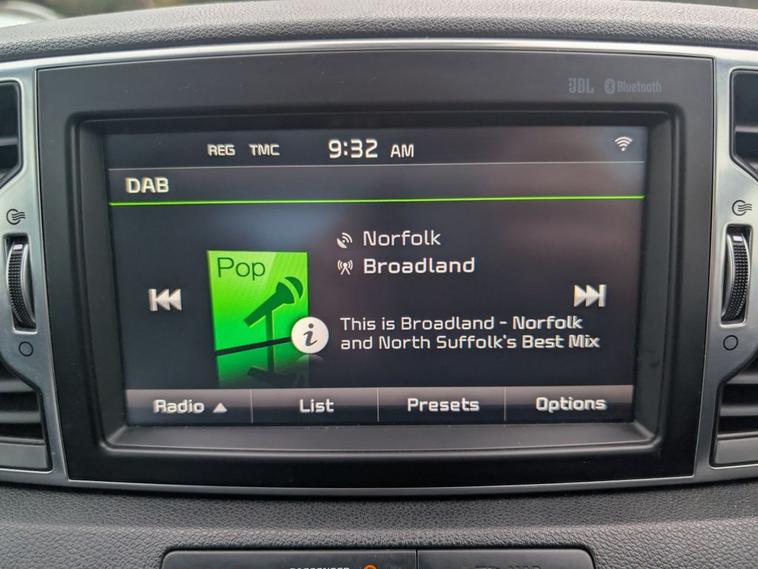 JBL Bluetooth
REG TMC 9:32 AM
DAB
Norfolk
Broadland
Pop
This is Broadland - Norfolk
and North Suffolk's Best Mix
Radio List Presets Options
PASSENGER